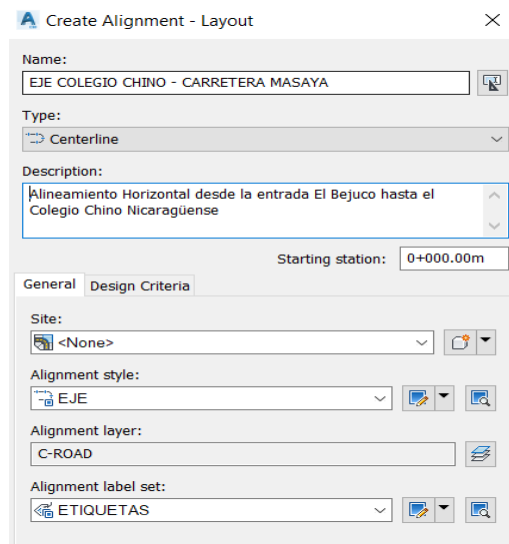 Create Alignment - Layout
Name:
EJE COLEGIO CHINO - CARRETERA MASAYA
Type:
Centerline
Description:
Alineamiento Horizontal desde la entrada El Bejuco hasta el
Colegio Chino Nicaragüense
Starting station: 0+000.00m
General Design Criteria
Site:
<None>
Alignment style:
EJE
Alignment layer:
C-ROAD
Alignment label set:
ETIQUETAS